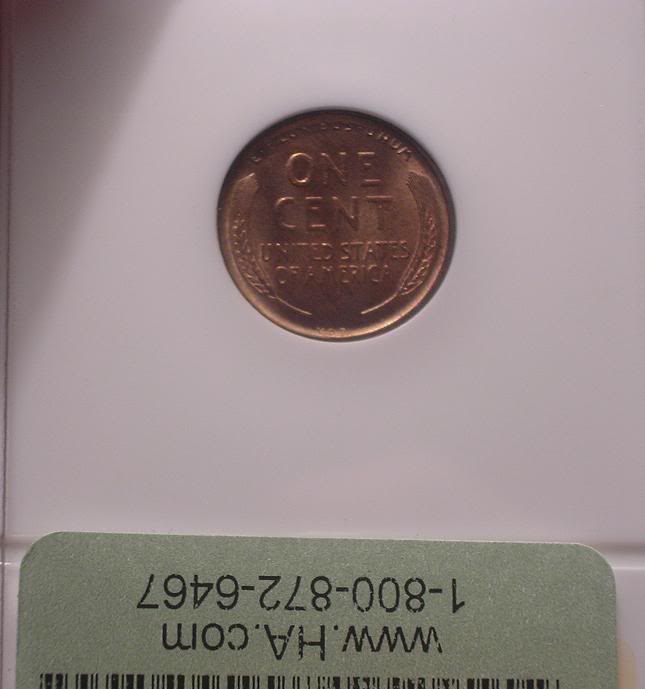 ONE
CENT
UNITED STATES
OF AMERICA
www.HA.com
1-800-872-6467